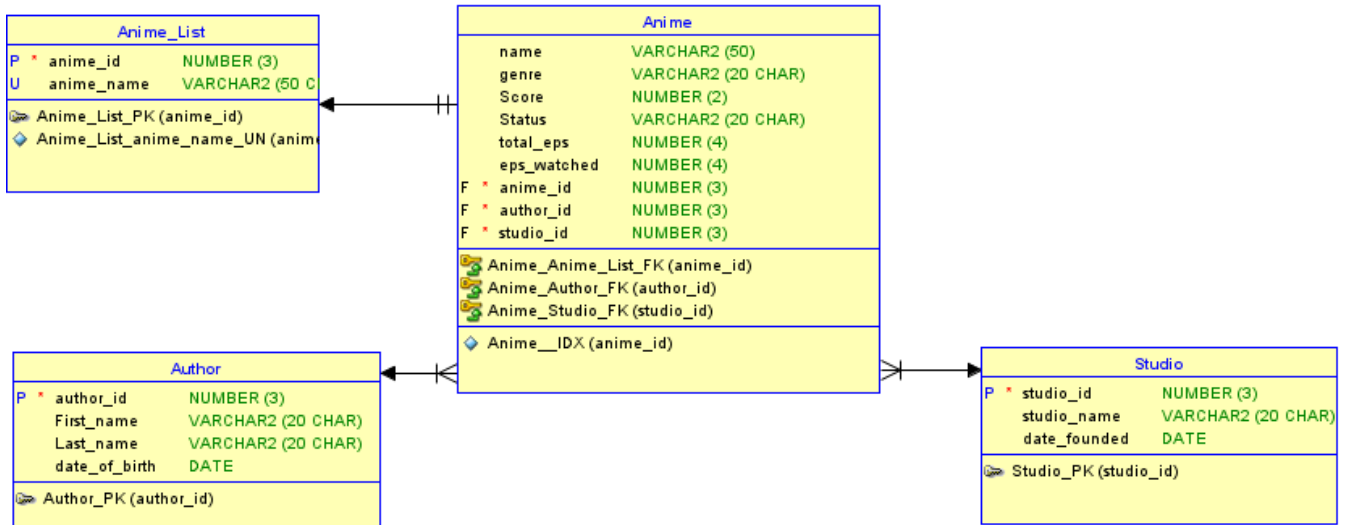 Anime_List
P * anime_id NUMBER (3)
U anime_name VARCHAR2 (50 C
Anime_List_PK (anime_id)
Anime_List_anime_name_UN (anime
Anime
name VARCHAR2 (50)
genre VARCHAR2 (20 CHAR)
Score NUMBER (2)
Status VARCHAR2 (20 CHAR)
total_eps NUMBER (4)
eps_watched NUMBER (4)
F * anime_id NUMBER (3)
F * author_id NUMBER (3)
F * studio_id NUMBER (3)
Anime_Anime_List_FK (anime_id)
Anime_Author_FK (author_id)
Anime_Studio_FK (studio_id)
Anime__IDX (anime_id)
Author
P * author_id NUMBER (3)
First_name VARCHAR2 (20 CHAR)
Last_name VARCHAR2 (20 CHAR)
date_of_birth DATE
Author_PK (author_id)
Studio
P * studio_id NUMBER (3)
studio_name VARCHAR2 (20 CHAR)
date_founded DATE
Studio_PK (studio_id)